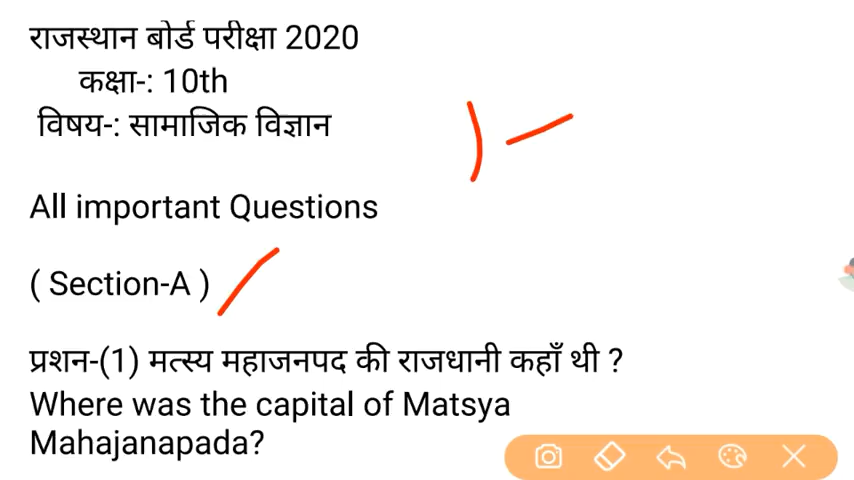 राजस्थान बोर्ड परीक्षा 2020
कक्षा-: 10th
विषय-: सामाजिक विज्ञान
All important Questions
( Section-A )
प्रशन-(1) मत्स्य महाजनपद की राजधानी कहाँ थी ?
Where was the capital of Matsya
Mahajanapada?